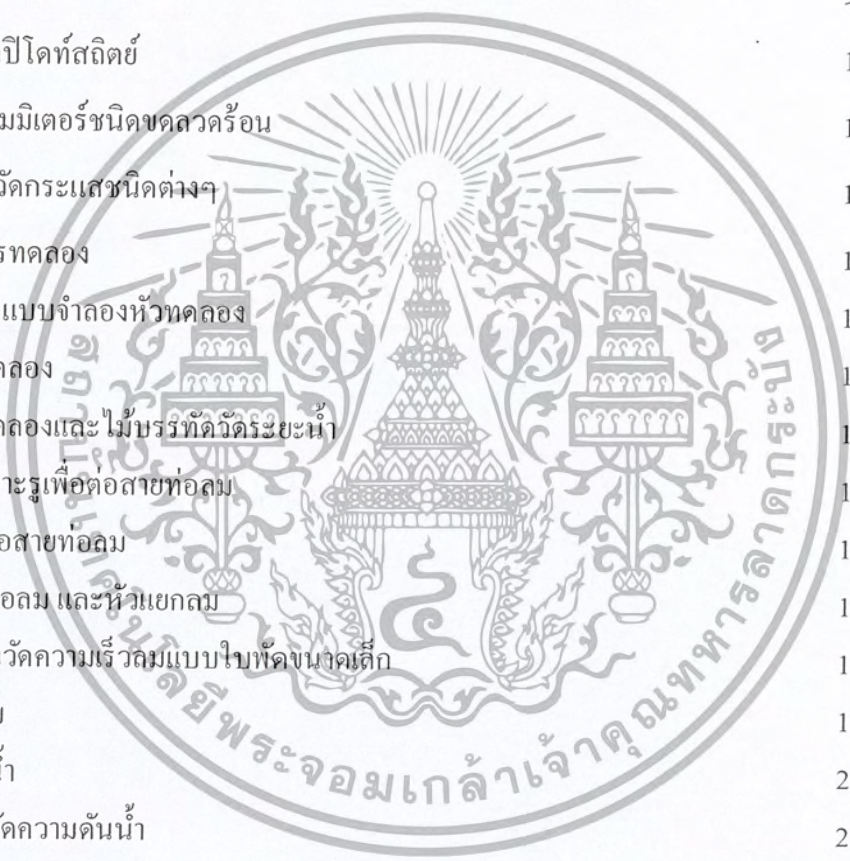 ปิโดท์สถิตย์ 1
มมิเตอร์ชนิดขดลวดร้อน 1
วัดกระแสชนิดต่างๆ 1
รทดลอง 1
แบบจำลองหัวทดลอง 1
ดลอง 1
ดลองและไม้บรรทัดวัดระยะน้ำ 1
าะรูเพื่อต่อสายท่อลม 1
อสายท่อลม 1
อลม และหัวแยกลม 1
วัดความเร็วลมแบบใบพัดขนาดเล็ก 1
1
น้ำ 2
ัดความดันน้ำ 2
สถาบันเทคโนโลยีพระจอมเกล้าเจ้าคุณทหารลาดกระบัง